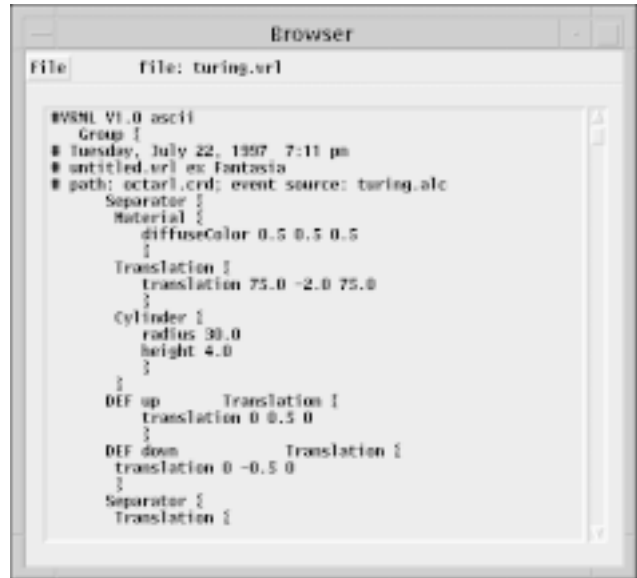 Browser
File file: turing.wrl
#VRML V1.0 ascii
Group {
# Tuesday, July 22, 1997 7:11 pm
# untitled.wrl ex Fantasia
# path: octarl.crd; event source: turing.alc
Separator {
Material {
diffuseColor 0.5 0.5 0.5
}
Translation {
translation 75.0 -2.0 75.0
}
Cylinder {
radius 30.0
height 4.0
}
}
DEF up Translation {
translation 0 0.5 0
}
DEF down Translation {
translation 0 -0.5 0
}
Separator {
Translation {